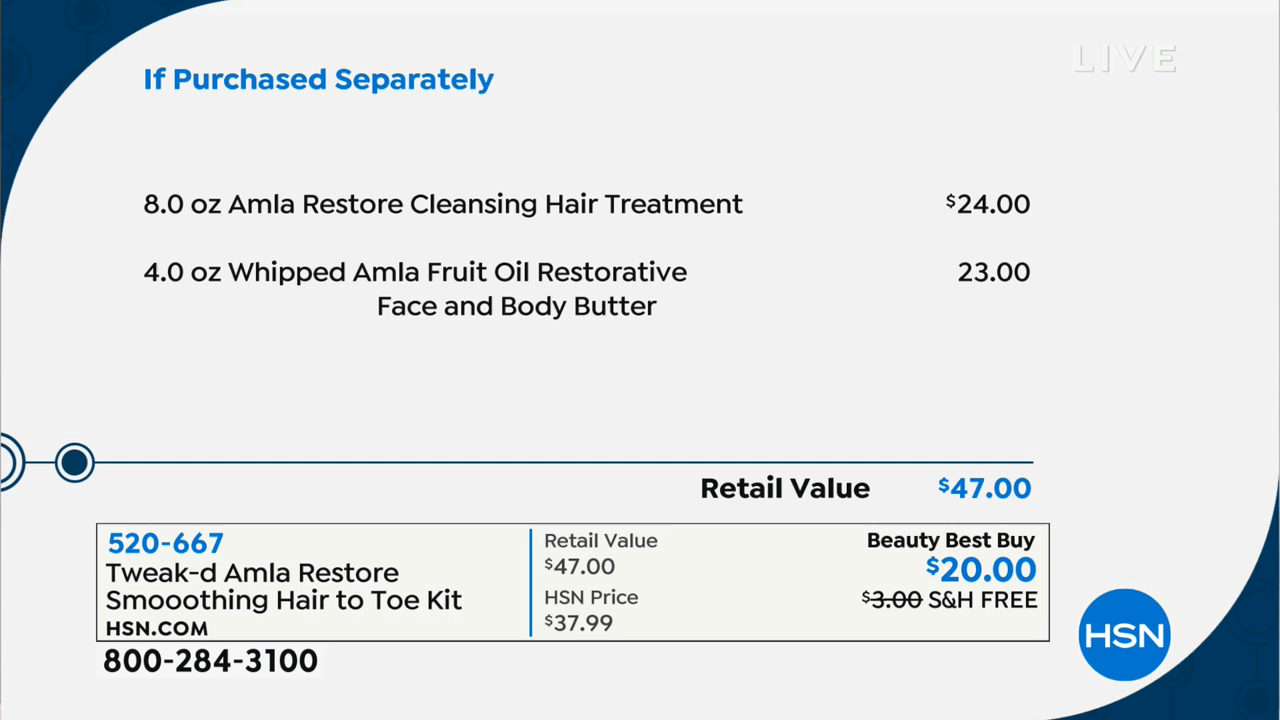 LIVE
If Purchased Separately
8.0 oz Amla Restore Cleansing Hair Treatment $24.00
4.0 oz Whipped Amla Fruit Oil Restorative 23.00
Face and Body Butter
Retail Value $47.00
520-667
Tweak-d Amla Restore
Smooothing Hair to Toe Kit
HSN.COM
Retail Value
$47.00
HSN Price
$37.99
Beauty Best Buy
$20.00
$3.00 S&H FREE
800-284-3100
HSN